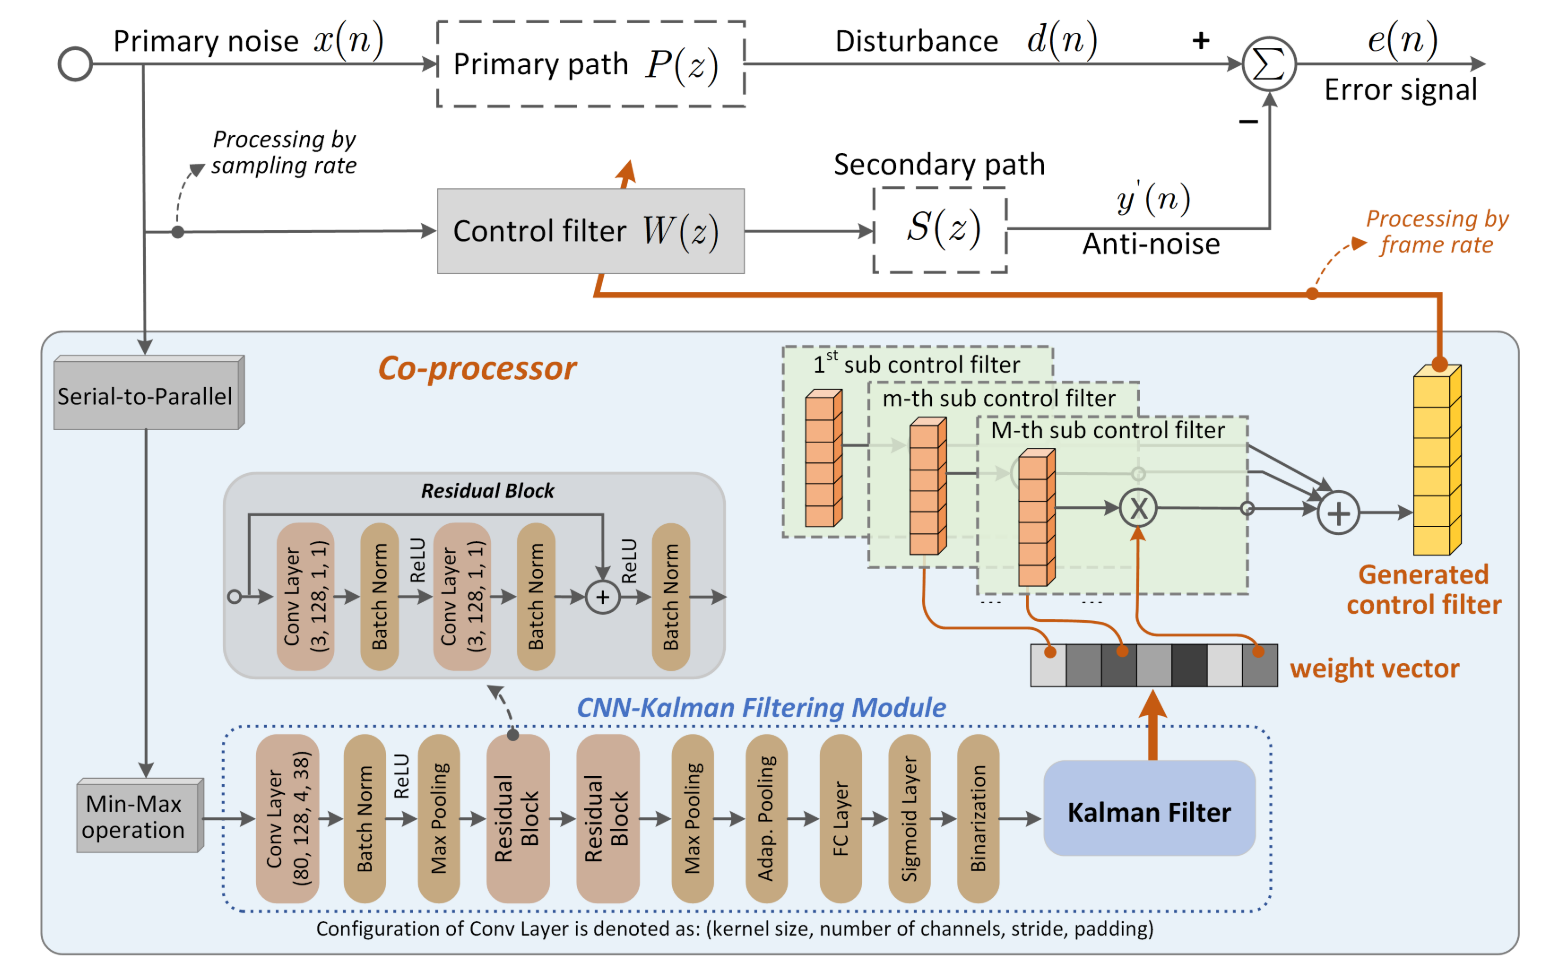 Primary noise x(n)
Primary path P(z)
Disturbance d(n)
+
∑
e(n)
Error signal
−
Processing by
sampling rate
Control filter W(z)
Secondary path
S(z)
y'(n)
Anti-noise
Processing by
frame rate
Co-processor
Serial-to-Parallel
1st sub control filter
m-th sub control filter
M-th sub control filter
X
+
... ...
Generated
control filter
weight vector
Residual Block
Conv Layer
(3, 128, 1, 1)
Batch Norm
ReLU
Conv Layer
(3, 128, 1, 1)
Batch Norm
+
ReLU
Batch Norm
CNN-Kalman Filtering Module
Min-Max
operation
Conv Layer
(80, 128, 4, 38)
Batch Norm
ReLU
Max Pooling
Residual
Block
Residual
Block
Max Pooling
Adap. Pooling
FC Layer
Sigmoid Layer
Binarization
Kalman Filter
Configuration of Conv Layer is denoted as: (kernel size, number of channels, stride, padding)